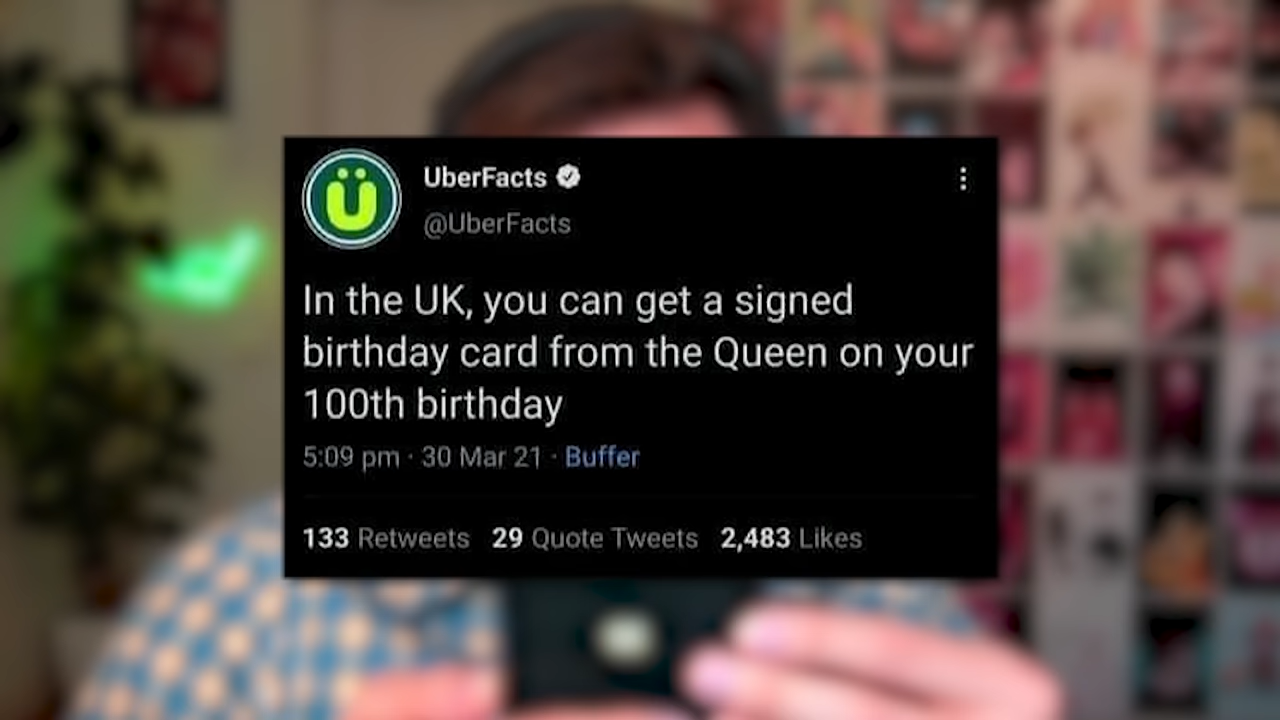 Ü
UberFacts
@UberFacts
In the UK, you can get a signed
birthday card from the Queen on your
100th birthday
5:09 pm · 30 Mar 21 · Buffer
133 Retweets 29 Quote Tweets 2,483 Likes